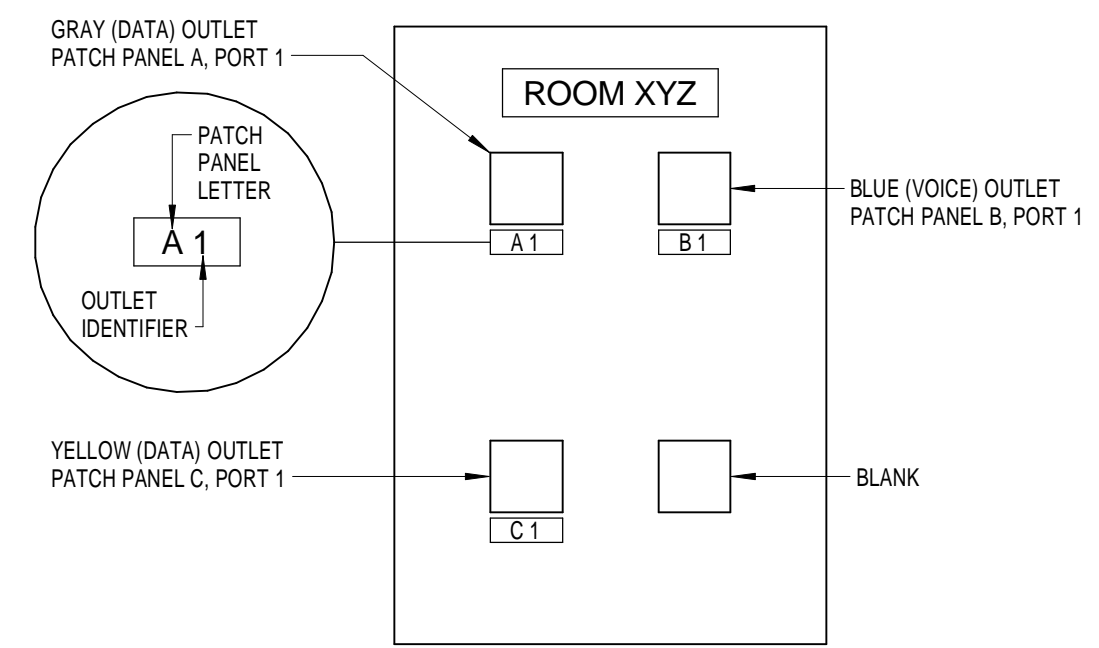 GRAY (DATA) OUTLET
PATCH PANEL A, PORT 1
ROOM XYZ
PATCH
PANEL
LETTER
A 1
OUTLET
IDENTIFIER
A 1
B 1
BLUE (VOICE) OUTLET
PATCH PANEL B, PORT 1
YELLOW (DATA) OUTLET
PATCH PANEL C, PORT 1
C 1
BLANK